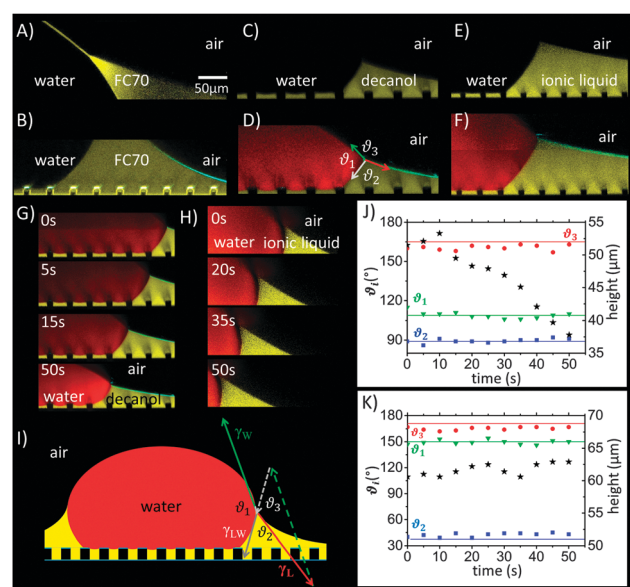 A)
air
water FC70
50μm
B)
water FC70 air
C)
air
water decanol
D)
air
ϑ3
ϑ1
ϑ2
E)
air
water ionic liquid
F)
air
G)
0s
5s
15s
50s
air
water decanol
H)
0s air
water ionic liquid
20s
35s
50s
I)
air
water
γW
ϑ1 ϑ3
ϑ2
γLW
γL
J)
180
150
120
90
ϑi(°)
ϑ3
ϑ1
ϑ2
55
50
45
40
35
height (μm)
0 10 20 30 40 50
time (s)
K)
180
150
120
90
60
30
ϑi(°)
ϑ3
ϑ1
ϑ2
70
65
60
55
50
height (μm)
0 10 20 30 40 50
time (s)